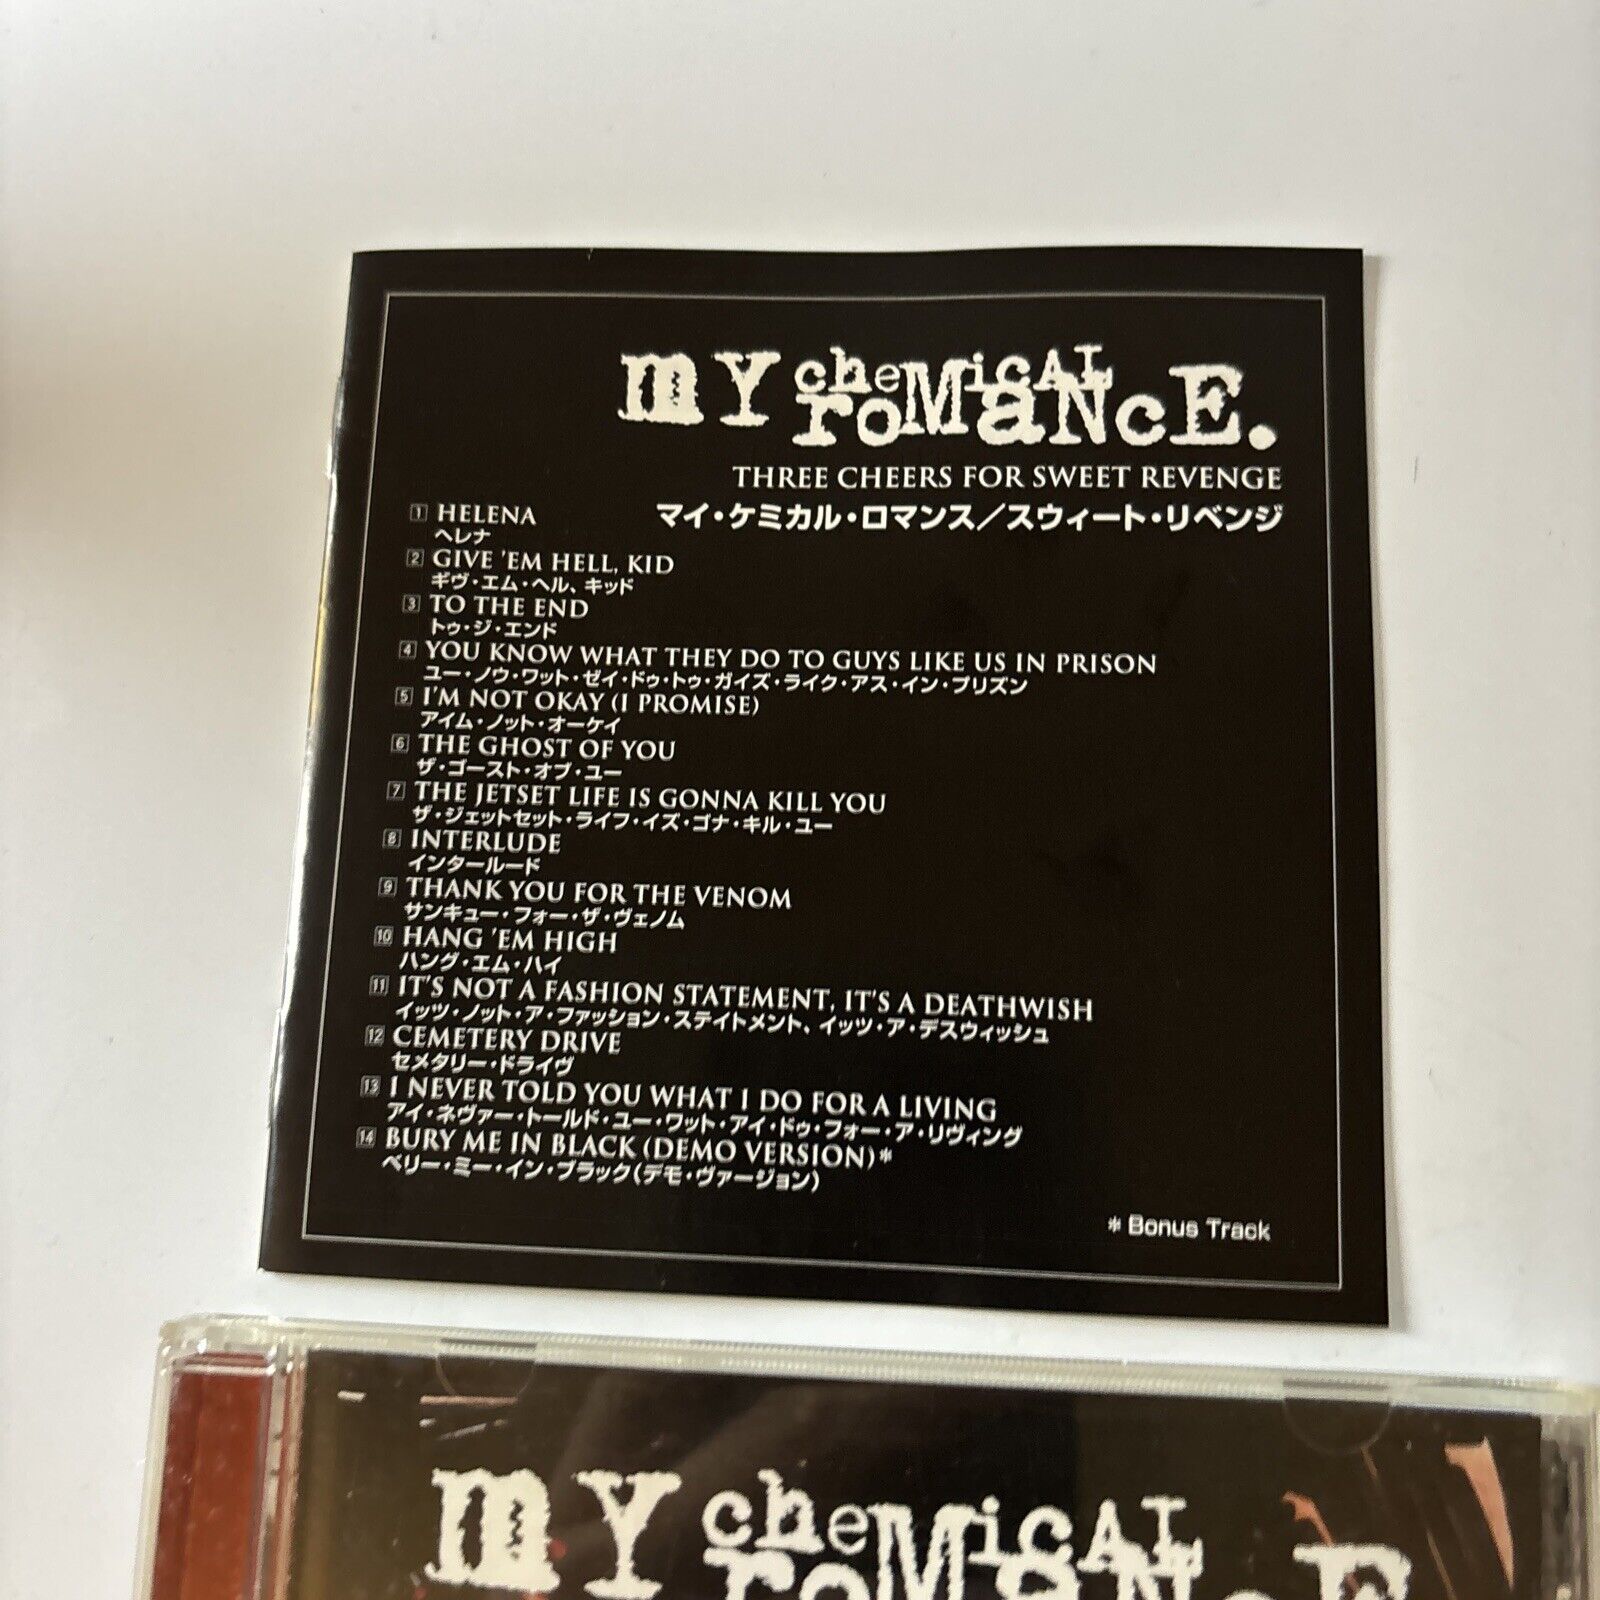 my chemical
romance.
THREE CHEERS FOR SWEET REVENGE
マイ・ケミカル・ロマンス／スウィート・リベンジ
1 HELENA
ヘレナ
2 GIVE 'EM HELL, KID
ギヴ・エム・ヘル、キッド
3 TO THE END
トゥ・ジ・エンド
4 YOU KNOW WHAT THEY DO TO GUYS LIKE US IN PRISON
ユー・ノウ・ワット・ゼイ・ドゥ・トゥ・ガイズ・ライク・アス・イン・プリズン
5 I'M NOT OKAY (I PROMISE)
アイム・ノット・オーケイ
6 THE GHOST OF YOU
ザ・ゴースト・オブ・ユー
7 THE JETSET LIFE IS GONNA KILL YOU
ザ・ジェットセット・ライフ・イズ・ゴナ・キル・ユー
8 INTERLUDE
インタールード
9 THANK YOU FOR THE VENOM
サンキュー・フォー・ザ・ヴェノム
10 HANG 'EM HIGH
ハング・エム・ハイ
11 IT'S NOT A FASHION STATEMENT, IT'S A DEATHWISH
イッツ・ノット・ア・ファッション・ステイトメント、イッツ・ア・デスウィッシュ
12 CEMETERY DRIVE
セメタリー・ドライヴ
13 I NEVER TOLD YOU WHAT I DO FOR A LIVING
アイ・ネヴァー・トールド・ユー・ワット・アイ・ドゥ・フォー・ア・リヴィング
14 BURY ME IN BLACK (DEMO VERSION)*
ベリー・ミー・イン・ブラック(デモ・ヴァージョン)
* Bonus Track
my chemical
romance